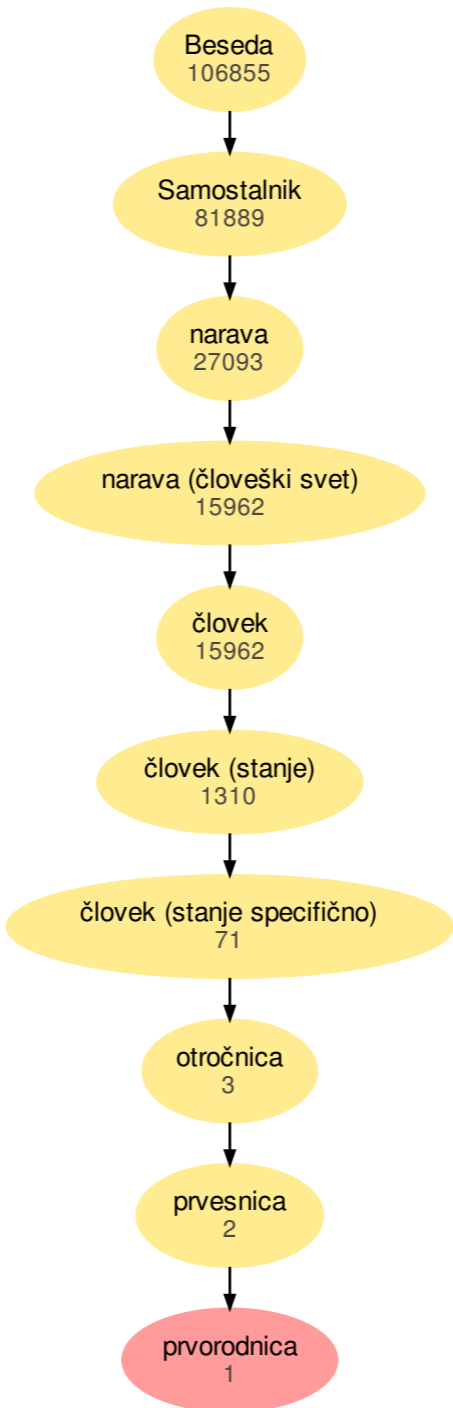 Beseda
106855
Samostalnik
81889
narava
27093
narava (človeški svet)
15962
človek
15962
človek (stanje)
1310
človek (stanje specifično)
71
otročnica
3
prvesnica
2
prvorodnica
1